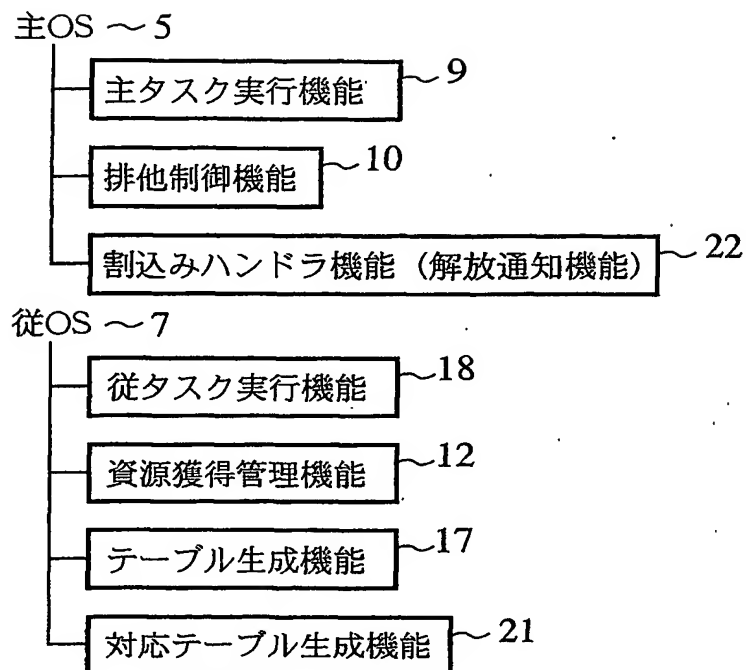 主OS ～5
主タスク実行機能 ～9
排他制御機能 ～10
割込みハンドラ機能（解放通知機能） ～22
従OS ～7
従タスク実行機能 ～18
資源獲得管理機能 ～12
テーブル生成機能 ～17
対応テーブル生成機能 ～21